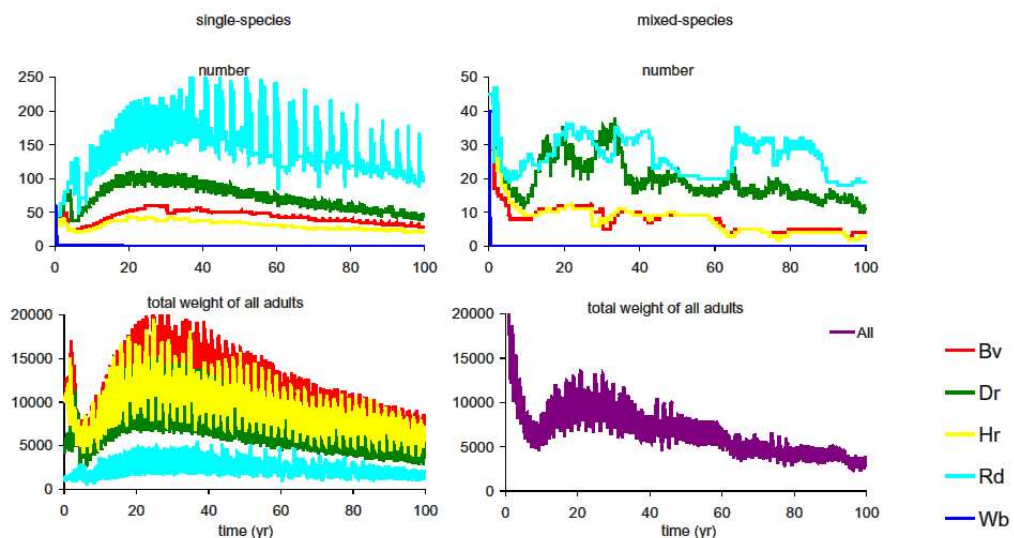 single-species
mixed-species
number
250
200
150
100
50
0
0 20 40 60 80 100
number
50
40
30
20
10
0
0 20 40 60 80 100
total weight of all adults
20000
15000
10000
5000
0
0 20 40 60 80 100
time (yr)
total weight of all adults
20000
15000
10000
5000
0
0 20 40 60 80 100
time (yr)
All
Bv
Dr
Hr
Rd
Wb